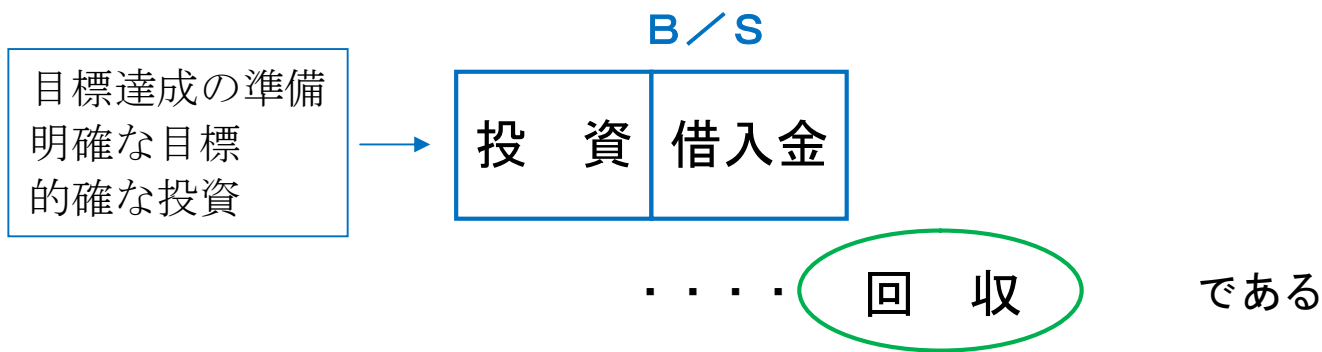 B／S
目標達成の準備
明確な目標
的確な投資
投　資
借入金
・・・・ 回　収 である